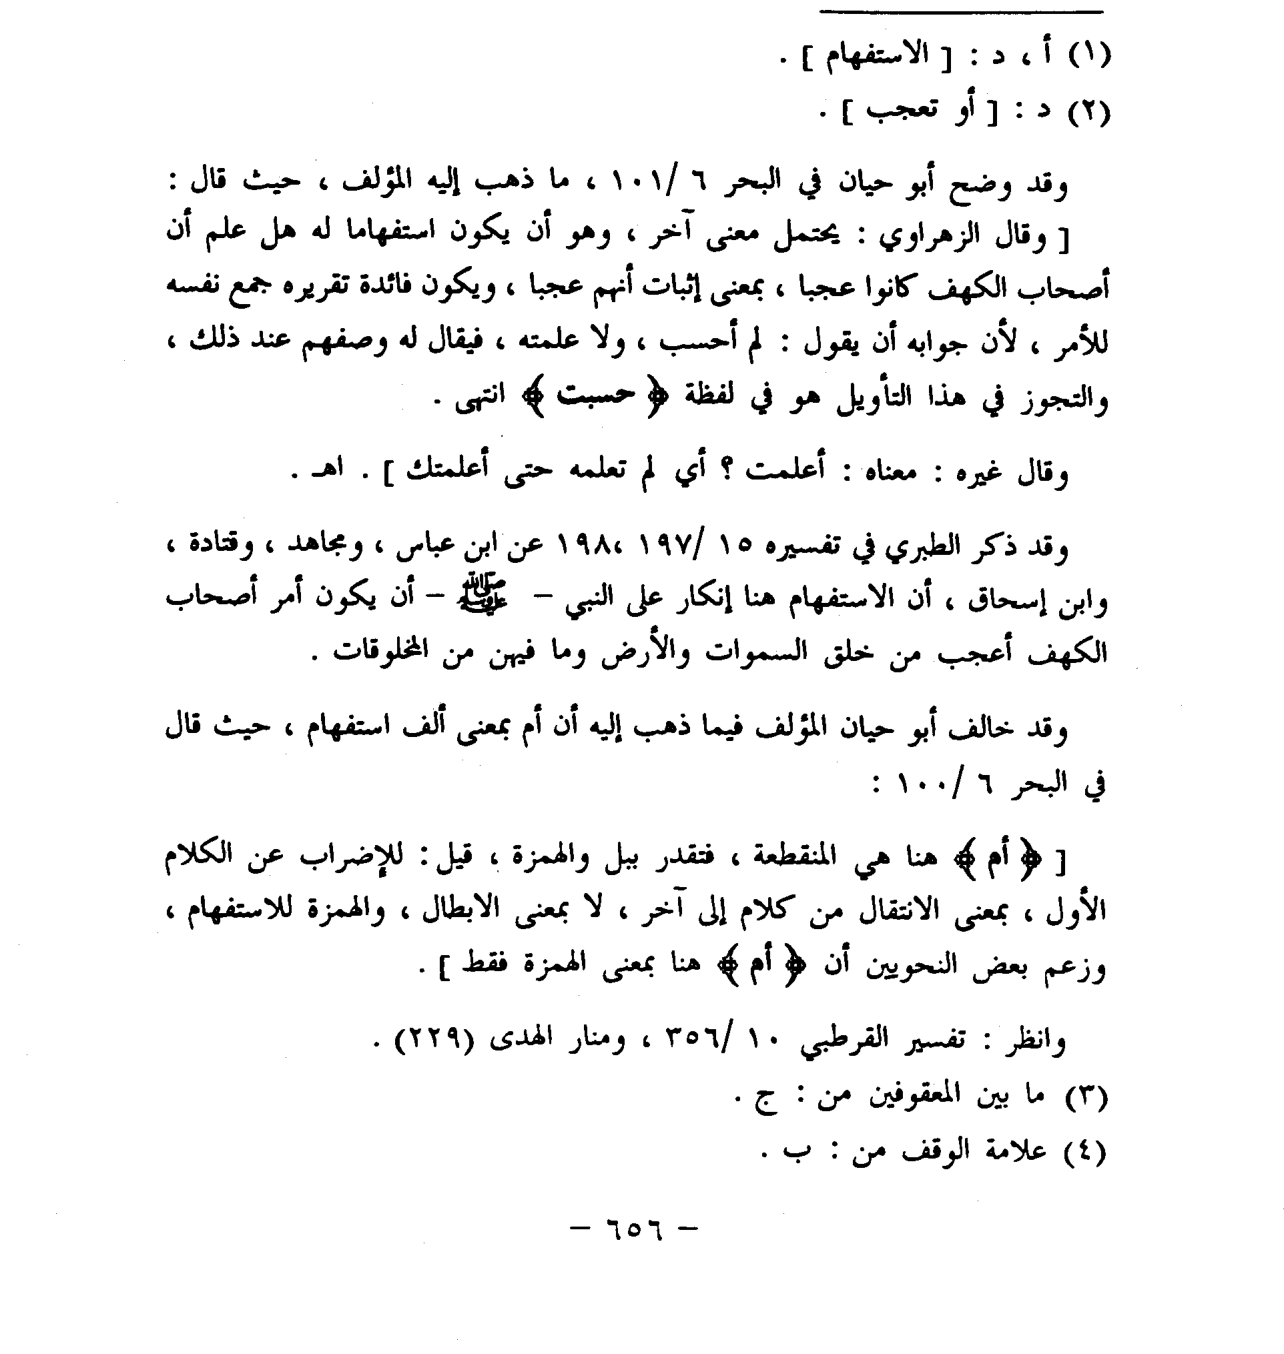 (١) أ ، د : [ الاستفهام ] .
(٢) د : [ أو تعجب ] .
وقد وضح أبو حيان في البحر ٦ /١٠١ ، ما ذهب إليه المؤلف ، حيث قال :
[ وقال الزهراوي : يحتمل معنى آخر ، وهو أن يكون استفهاما له هل علم أن
أصحاب الكهف كانوا عجبا ، بمعنى إثبات أنهم عجبا ، ويكون فائدة تقريره جمع نفسه
للأمر ، لأن جوابه أن يقول : لم أحسب ، ولا علمته ، فيقال له وصفهم عند ذلك ،
والتجوز في هذا التأويل هو في لفظة ﴿ حسبت ﴾ انتهى .
وقال غيره : معناه : أعلمت ؟ أي لم تعلمه حتى أعلمتك ] . اهـ .
وقد ذكر الطبري في تفسيره ١٥ /١٩٧ ،١٩٨ عن ابن عباس ، ومجاهد ، وقتادة ،
وابن إسحاق ، أن الاستفهام هنا إنكار على النبي – ﷺ – أن يكون أمر أصحاب
الكهف أعجب من خلق السموات والأرض وما فيهن من المخلوقات .
وقد خالف أبو حيان المؤلف فيما ذهب إليه أن أم بمعنى ألف استفهام ، حيث قال
في البحر ٦ /١٠٠ :
[ ﴿ أم ﴾ هنا هي المنقطعة ، فتقدر ببل والهمزة ، قيل : للإضراب عن الكلام
الأول ، بمعنى الانتقال من كلام إلى آخر ، لا بمعنى الابطال ، والهمزة للاستفهام ،
وزعم بعض النحويين أن ﴿ أم ﴾ هنا بمعنى الهمزة فقط ] .
وانظر : تفسير القرطبي ١٠ /٣٥٦ ، ومنار الهدى (٢٢٩) .
(٣) ما بين المعقوفين من : ج .
(٤) علامة الوقف من : ب .
– ٦٥٦ –